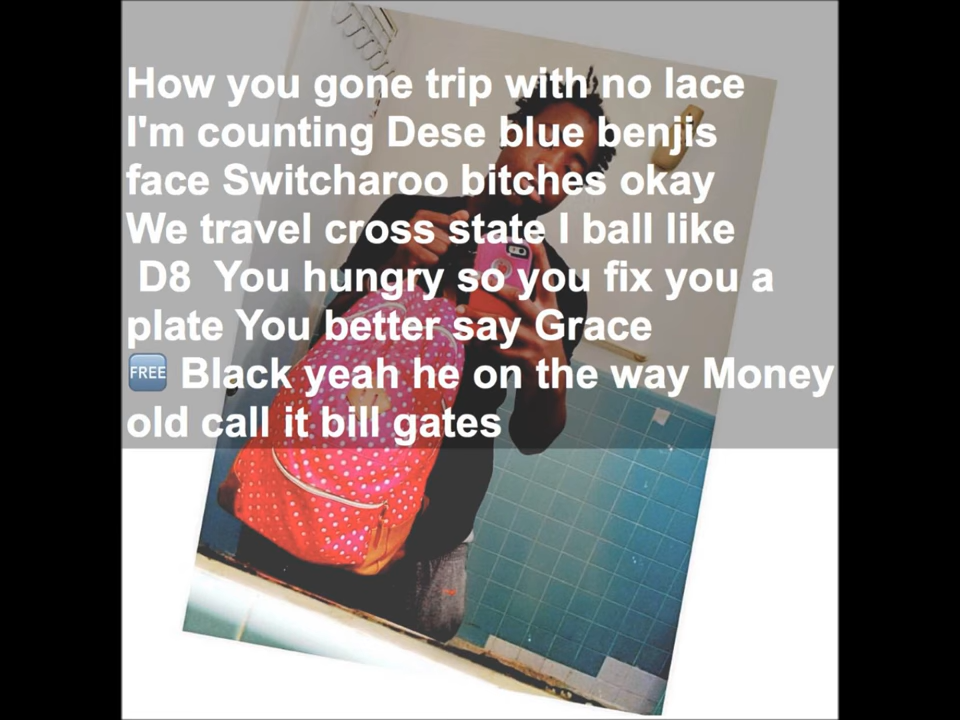 How you gone trip with no lace
I'm counting Dese blue benjis
face Switcharoo bitches okay
We travel cross state I ball like
D8  You hungry so you fix you a
plate You better say Grace
🆓 Black yeah he on the way Money
old call it bill gates